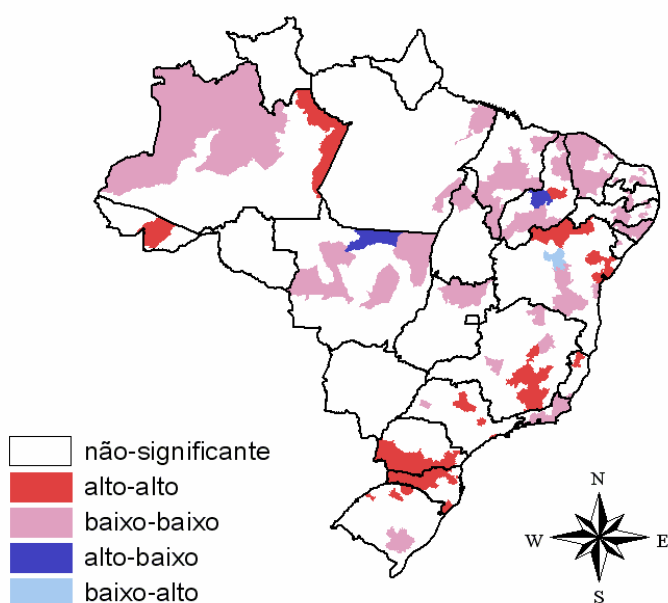 não-significante
alto-alto
baixo-baixo
alto-baixo
baixo-alto
N
W E
S